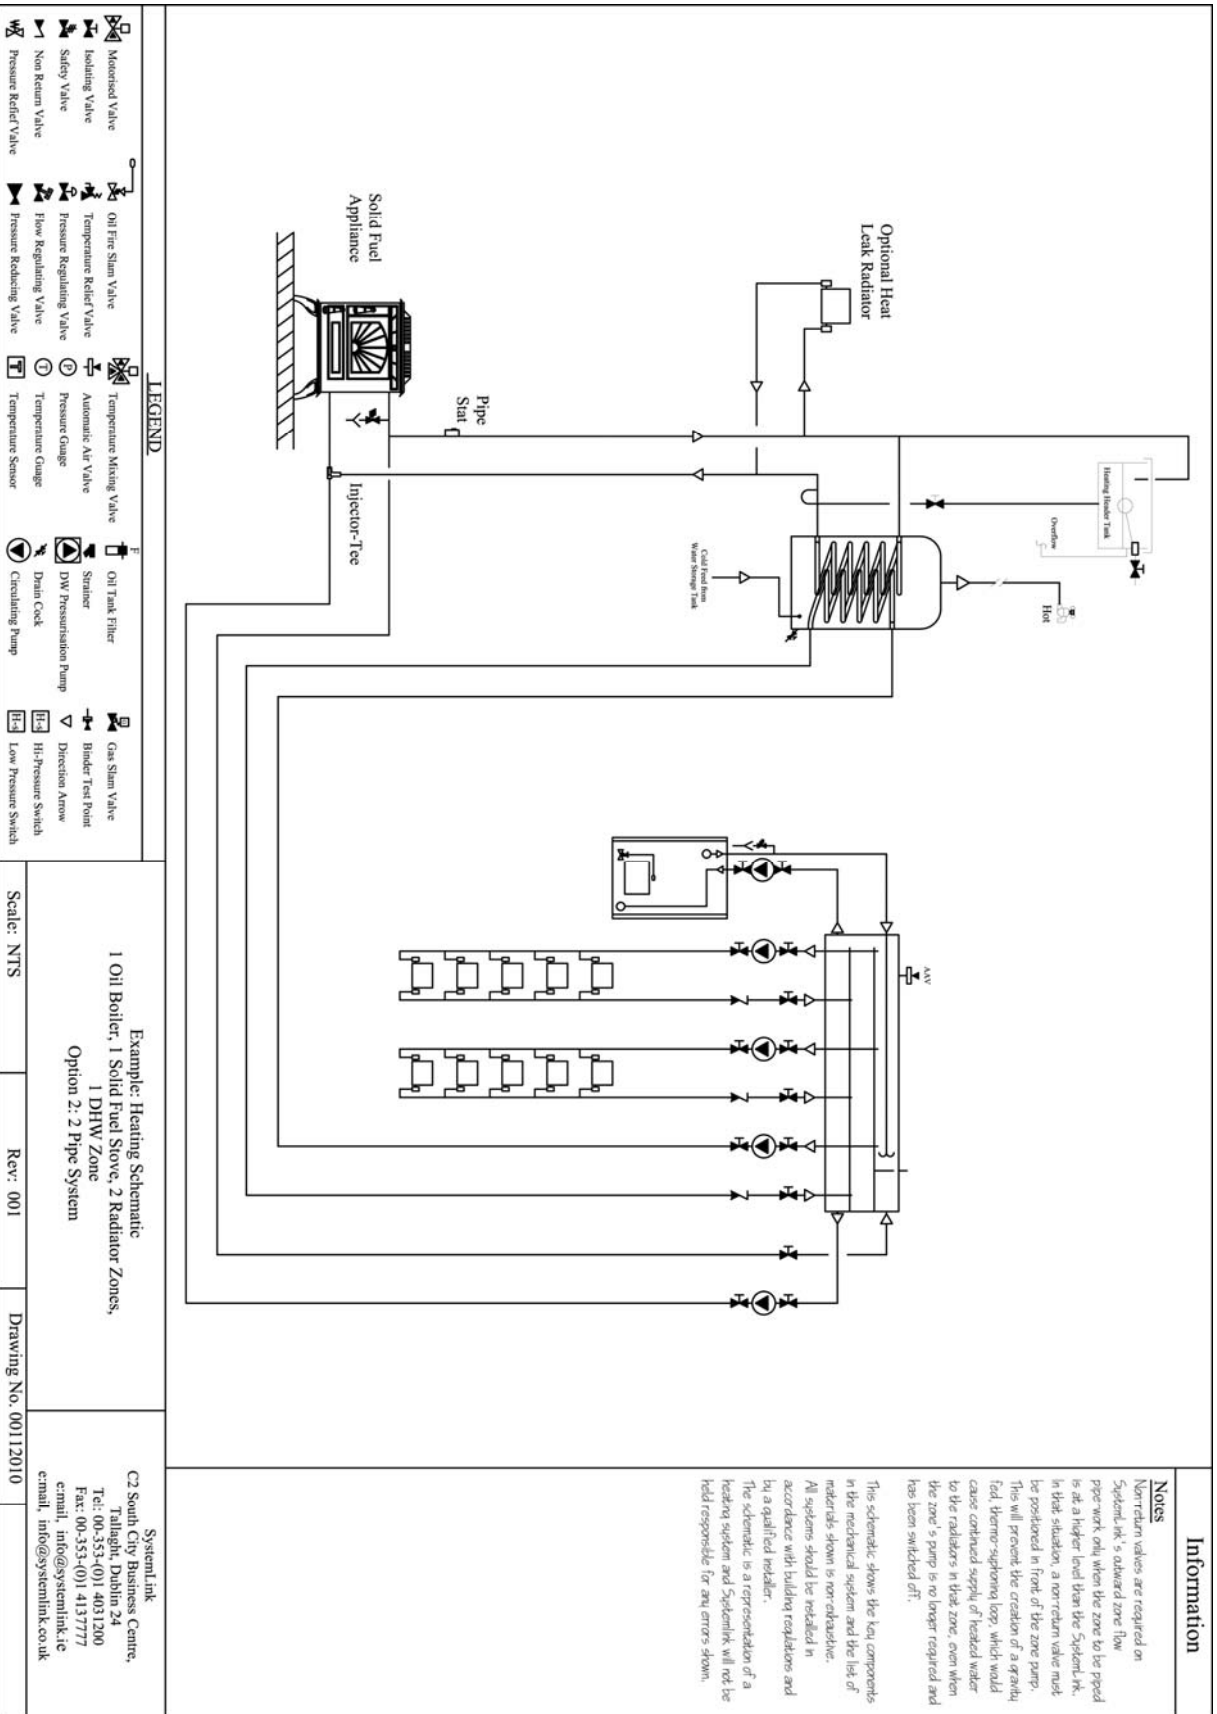 Information
Notes
Non-return valves are required on
SystemLink's outward zone flow
pipe-work only when the zone to be piped
is at a higher level than the SystemLink.
In that situation, a non-return valve must
be positioned in front of the zone pump.
This will prevent the creation of a gravity
fed, thermo-syphoning loop, which would
cause continued supply of heated water
to the radiators in that zone, even when
the zone's pump is no longer required and
has been switched off.
This schematic shows the key components
in the mechanical system and the list of
materials shown is non-exhaustive.
All systems should be installed in
accordance with building regulations and
by a qualified installer.
The schematic is a representation of a
heating system and Systemlink will not be
held responsible for any errors shown.
Optional Heat
Leak Radiator
Solid Fuel
Appliance
Pipe
Stat
Injector-Tee
Heating Header Tank
Overflow
Hot
Cold Feed from
Water Storage Tank
AAV
LEGEND
Motorised Valve
Isolating Valve
Safety Valve
Non Return Valve
Pressure Refief Valve
Oil Fire Slam Valve
Temperature Relief Valve
Pressure Regulating Valve
Flow Regulating Valve
Pressure Reducing Valve
Temperature Mixing Valve
Automatic Air Valve
P Pressure Guage
T Temperature Guage
T Temperature Sensor
F Oil Tank Filter
Strainer
DW Pressurisation Pump
Drain Cock
Circulating Pump
Gas Slam Valve
Binder Test Point
Direction Arrow
H-s Hi-Pressure Switch
H-s Low Pressure Switch
Example: Heating Schematic
1 Oil Boiler, 1 Solid Fuel Stove, 2 Radiator Zones,
1 DHW Zone
Option 2: 2 Pipe System
Scale: NTS
Rev: 001
Drawing No. 00112010
SystemLink
C2 South City Business Centre,
Tallaght, Dublin 24
Tel: 00-353-(0)1 4031200
Fax: 00-353-(0)1 4137777
e:mail, info@systemlink.ie
e:mail, info@systemlink.co.uk